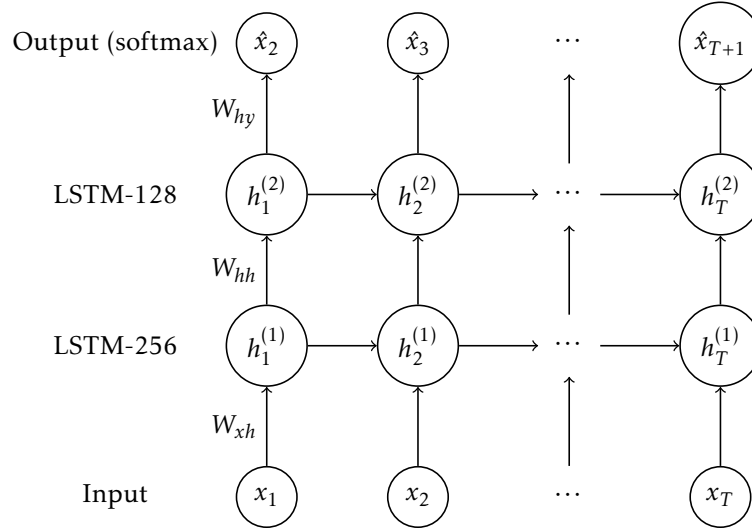 Output (softmax) x̂₂ x̂₃ ... x̂_{T+1}
W_{hy}
LSTM-128 h₁^{(2)} h₂^{(2)} ... h_T^{(2)}
W_{hh}
LSTM-256 h₁^{(1)} h₂^{(1)} ... h_T^{(1)}
W_{xh}
Input x₁ x₂ ... x_T